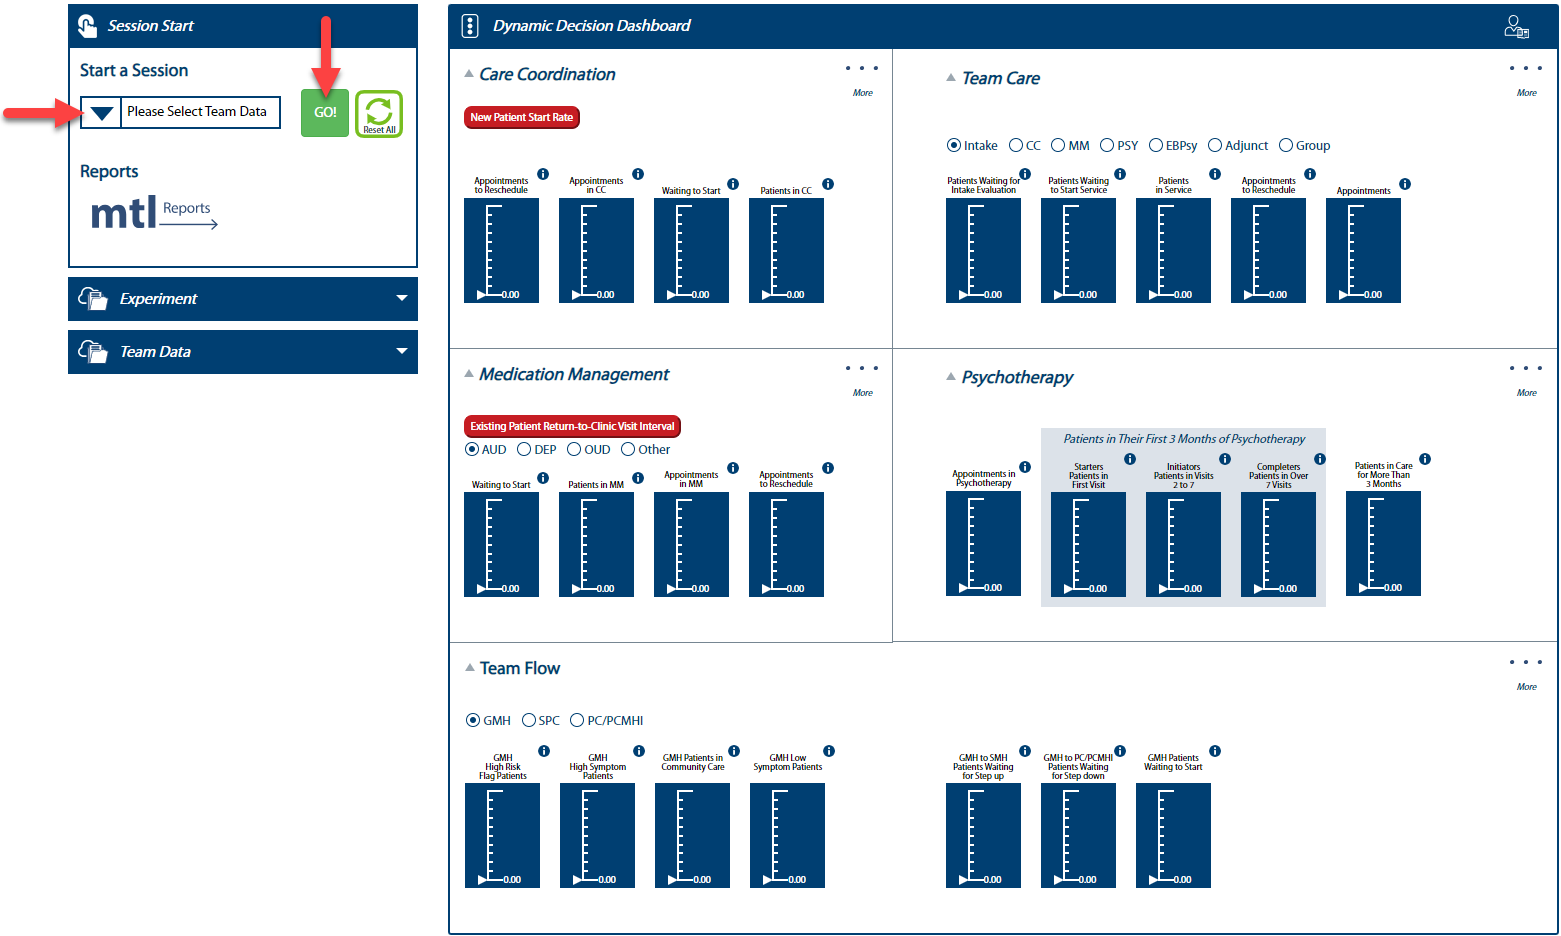 Session Start
Start a Session
Please Select Team Data
GO!
Reset All
Reports
mtl Reports
Experiment
Team Data
Dynamic Decision Dashboard
Care Coordination
More
New Patient Start Rate
Appointments
to Reschedule
Appointments
in CC
Waiting to Start
Patients in CC
0.00
0.00
0.00
0.00
Team Care
More
Intake CC MM PSY EBPsy Adjunct Group
Patients Waiting for
Intake Evaluation
Patients Waiting
to Start Service
Patients
in Service
Appointments
to Reschedule
Appointments
0.00
0.00
0.00
0.00
0.00
Medication Management
More
Existing Patient Return-to-Clinic Visit Interval
AUD DEP OUD Other
Waiting to Start
Patients in MM
Appointments
in MM
Appointments
to Reschedule
0.00
0.00
0.00
0.00
Psychotherapy
More
Patients in Their First 3 Months of Psychotherapy
Appointments in
Psychotherapy
Starters
Patients in
First Visit
Initiators
Patients in Visits
2 to 7
Completers
Patients in Over
7 Visits
Patients in Care
for More Than
3 Months
0.00
0.00
0.00
0.00
0.00
Team Flow
More
GMH SPC PC/PCMHI
GMH
High Risk
Flag Patients
GMH
High Symptom
Patients
GMH Patients in
Community Care
GMH Low
Symptom Patients
GMH to SMH
Patients Waiting
for Step up
GMH to PC/PCMHI
Patients Waiting
for Step down
GMH Patients
Waiting to Start
0.00
0.00
0.00
0.00
0.00
0.00
0.00